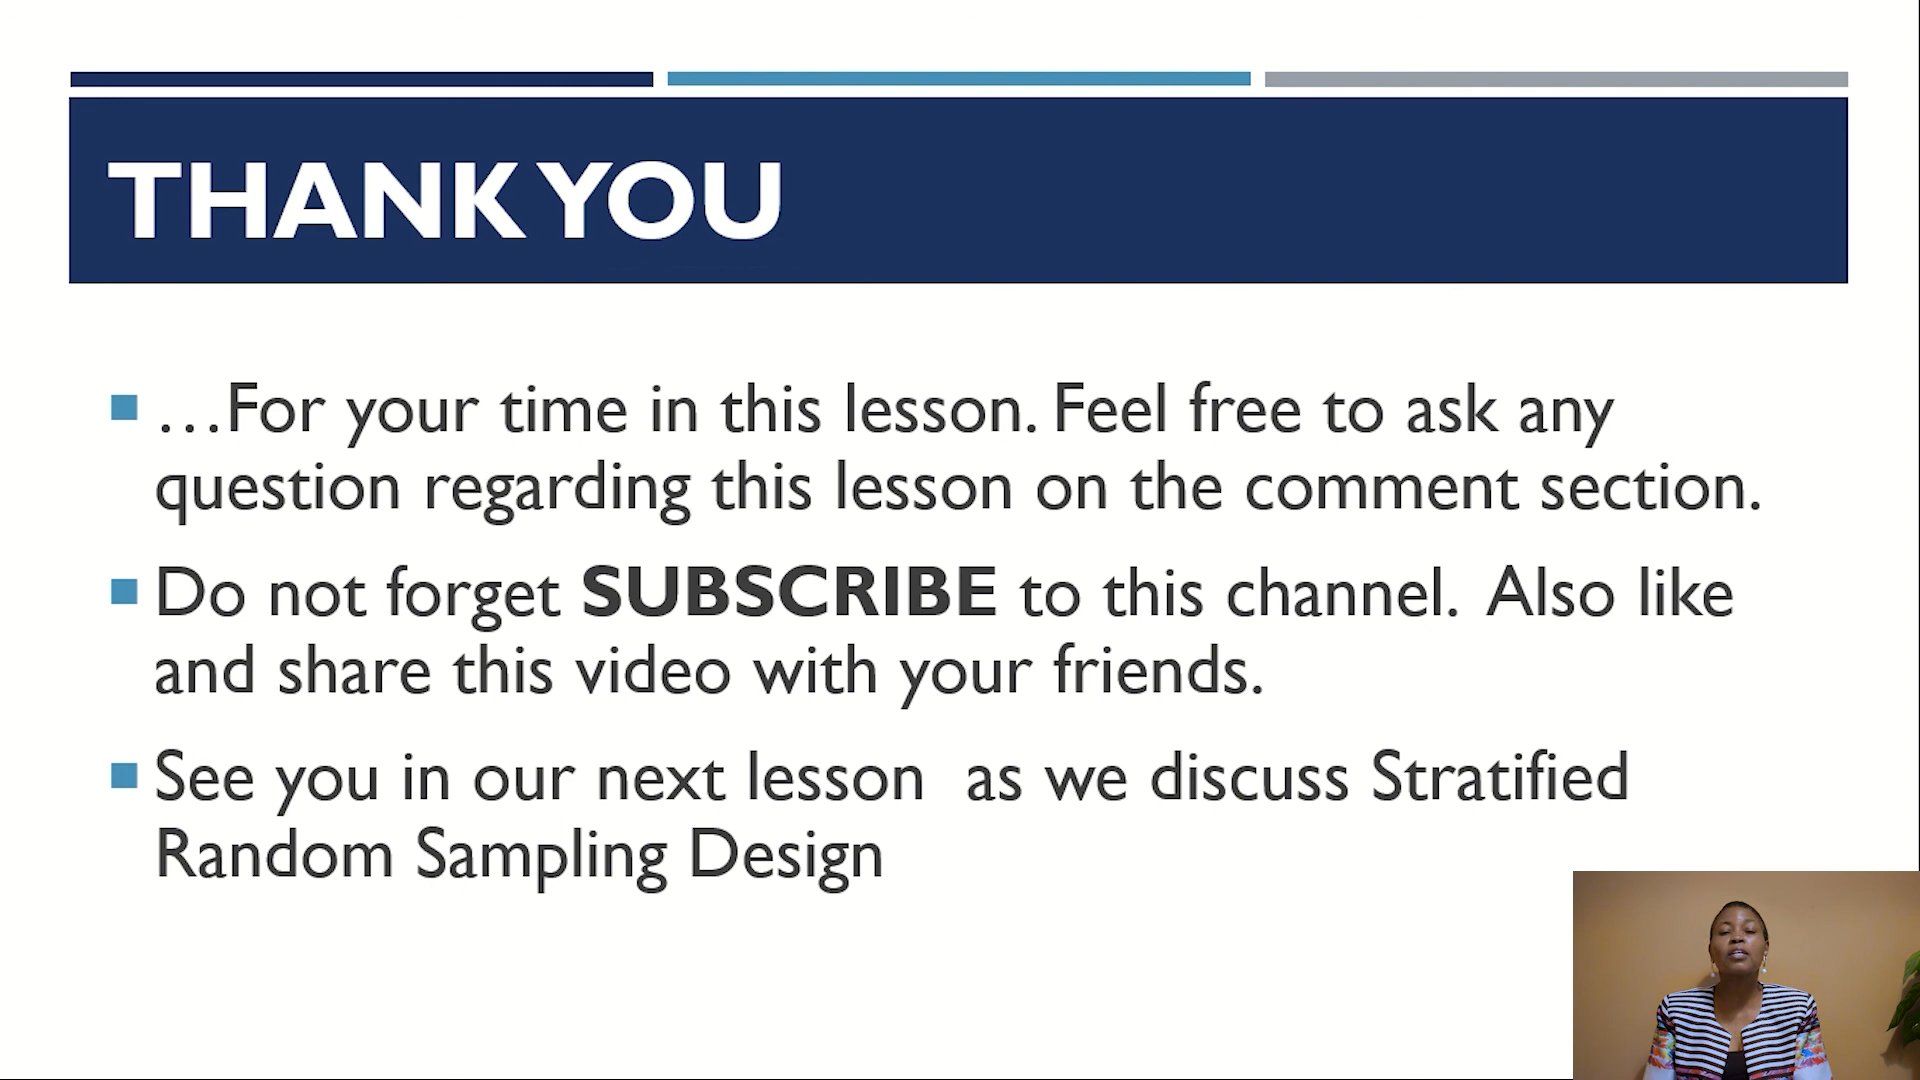 THANK YOU
...For your time in this lesson. Feel free to ask any
question regarding this lesson on the comment section.
Do not forget SUBSCRIBE to this channel.  Also like
and share this video with your friends.
See you in our next lesson  as we discuss Stratified
Random Sampling Design